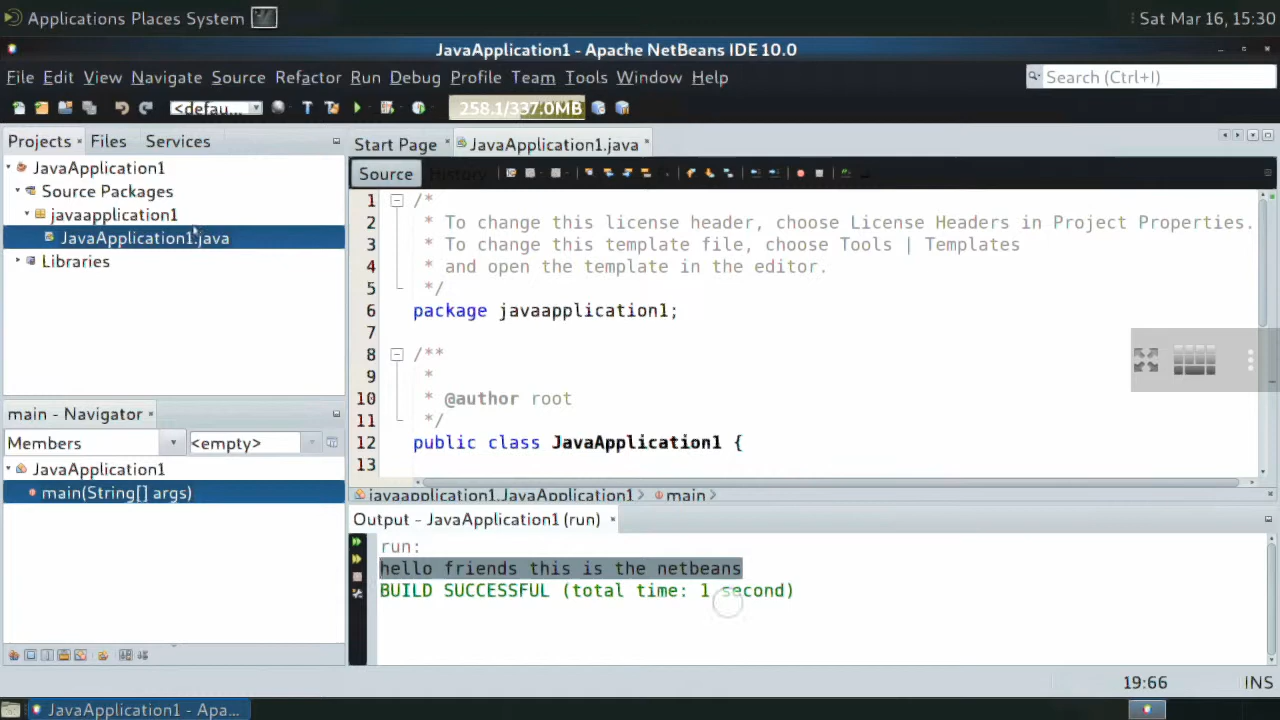 Applications Places System
Sat Mar 16, 15:30
JavaApplication1 - Apache NetBeans IDE 10.0
File Edit View Navigate Source Refactor Run Debug Profile Team Tools Window Help
Search (Ctrl+I)
<defau...
258.1/337.0MB
Projects Files Services
JavaApplication1
Source Packages
javaapplication1
JavaApplication1.java
Libraries
main - Navigator
Members
<empty>
JavaApplication1
main(String[] args)
Start Page
JavaApplication1.java
Source
History
1 /*
2 * To change this license header, choose License Headers in Project Properties.
3 * To change this template file, choose Tools | Templates
4 * and open the template in the editor.
5 */
6 package javaapplication1;
7
8 /**
9 *
10 * @author root
11 */
12 public class JavaApplication1 {
13
javaapplication1.JavaApplication1 > main >
Output - JavaApplication1 (run)
run:
hello friends this is the netbeans
BUILD SUCCESSFUL (total time: 1 second)
19:66
INS
JavaApplication1 - Apa...